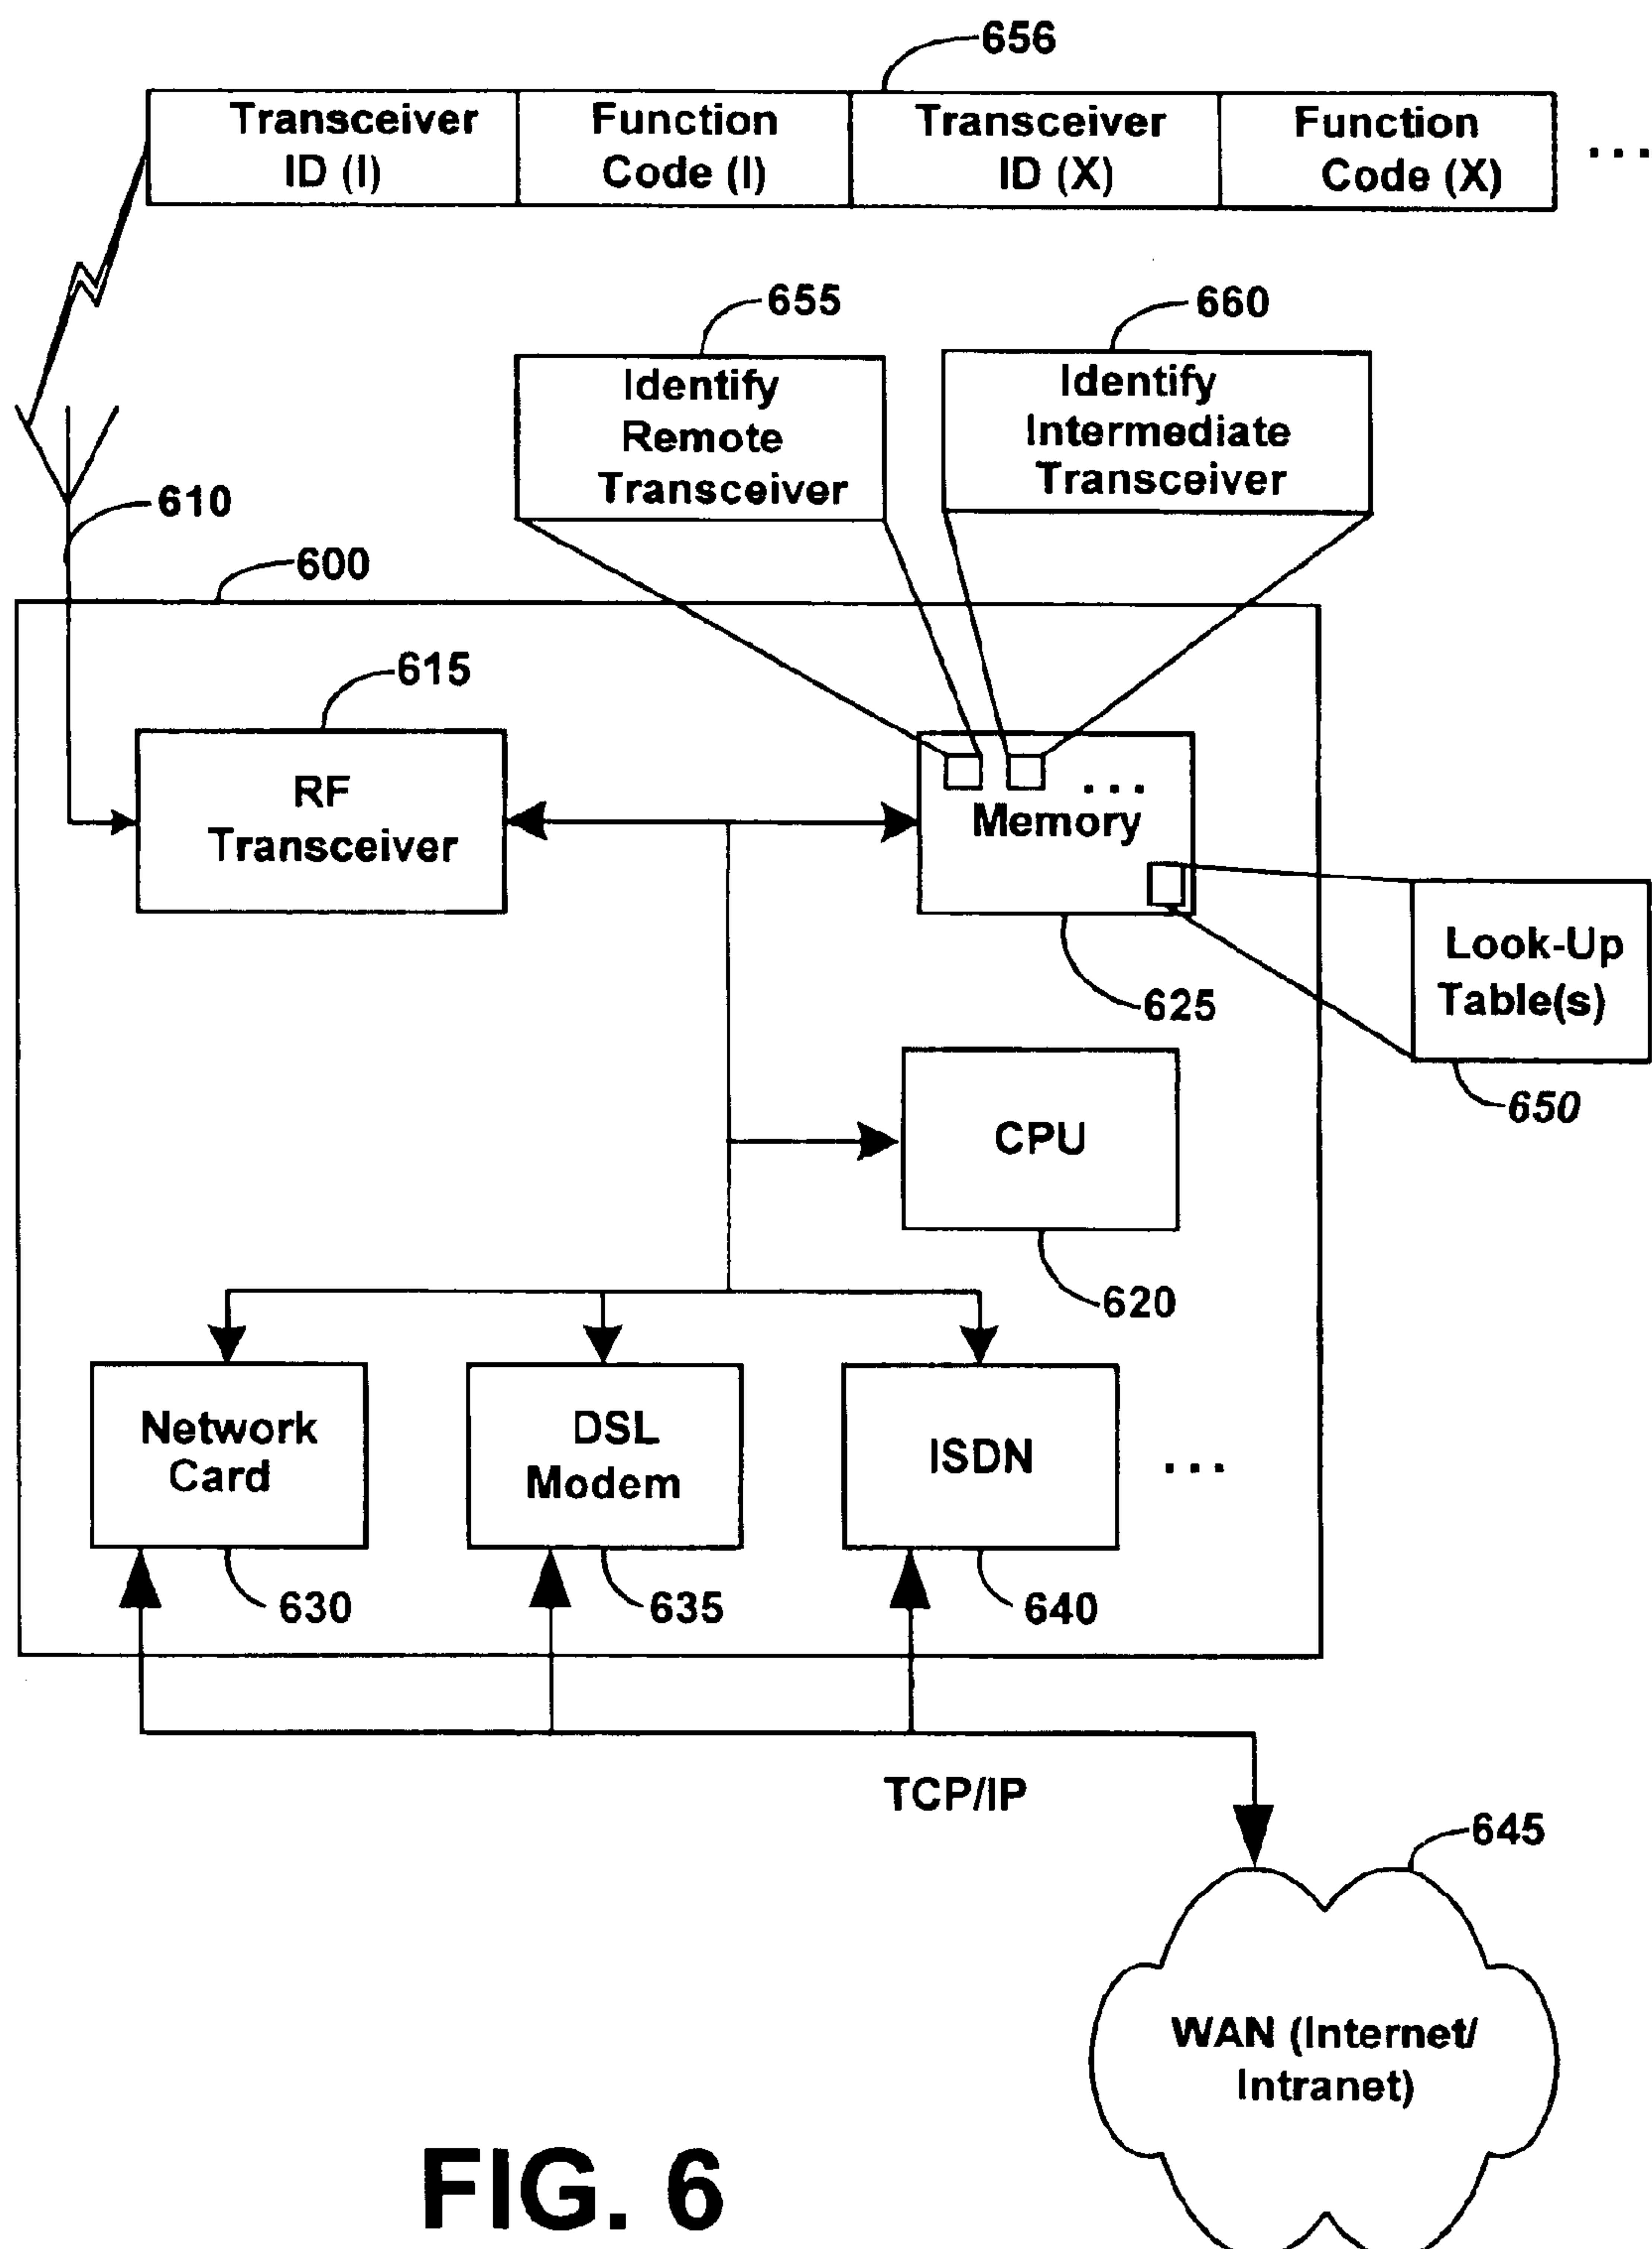 656
Transceiver
ID (I)
Function
Code (I)
Transceiver
ID (X)
Function
Code (X)
...
655
660
Identify
Remote
Transceiver
Identify
Intermediate
Transceiver
610
600
615
RF
Transceiver
...
Memory
625
Look-Up
Table(s)
650
CPU
620
Network
Card
DSL
Modem
ISDN
...
630
635
640
TCP/IP
645
WAN (Internet/
Intranet)
FIG. 6